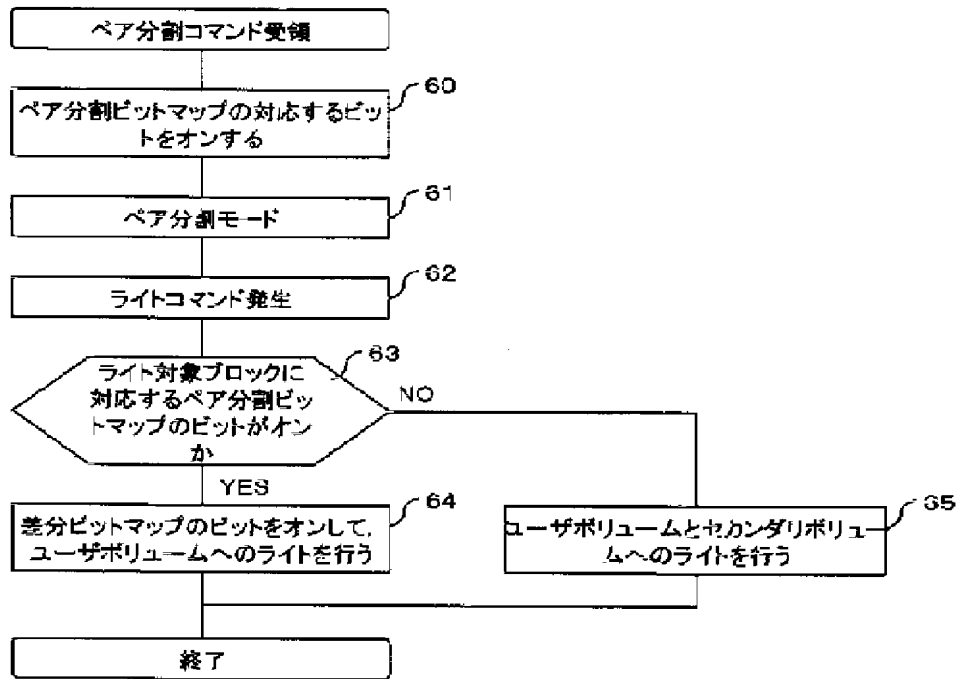 ペア分割コマンド受領
60
ペア分割ビットマップの対応するビッ
トをオンする
61
ペア分割モード
62
ライトコマンド発生
63
ライト対象ブロックに
対応するペア分割ビッ
トマップのビットがオン
か
NO
YES
64
差分ビットマップのビットをオンして,
ユーザボリュームへのライトを行う
65
ユーザボリュームとセカンダリボリュ
ームへのライトを行う
終了